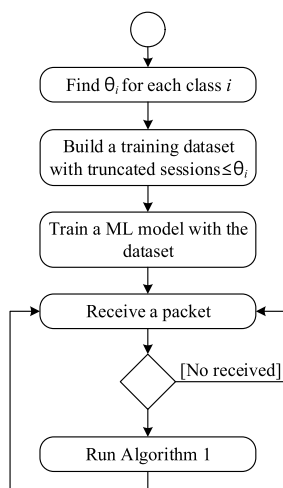 Find θi for each class i
Build a training dataset
with truncated sessions≤θi
Train a ML model with the
dataset
Receive a packet
[No received]
Run Algorithm 1